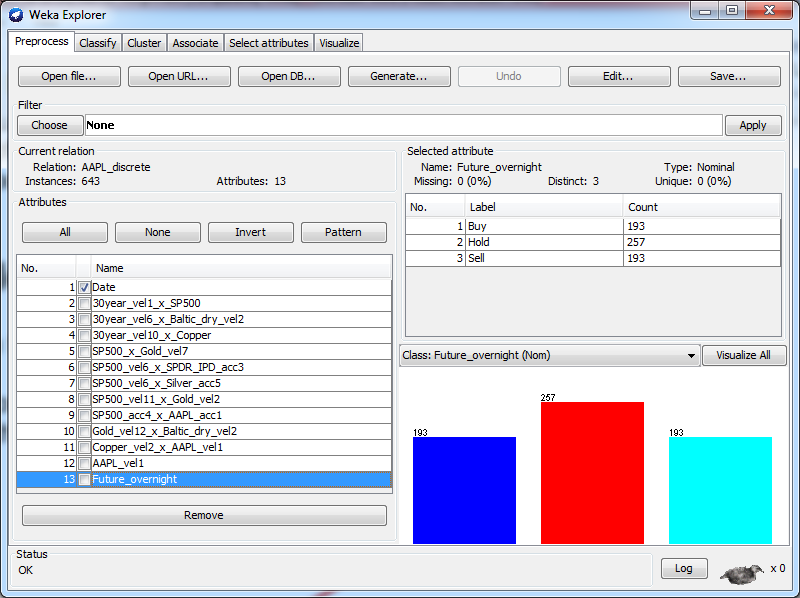 Weka Explorer
Preprocess Classify Cluster Associate Select attributes Visualize
Open file... Open URL... Open DB... Generate... Undo Edit... Save...
Filter
Choose None Apply
Current relation
Relation: AAPL_discrete
Instances: 643 Attributes: 13
Attributes
All None Invert Pattern
No. Name
1 Date
2 30year_vel1_x_SP500
3 30year_vel6_x_Baltic_dry_vel2
4 30year_vel10_x_Copper
5 SP500_x_Gold_vel7
6 SP500_vel6_x_SPDR_IPD_acc3
7 SP500_vel6_x_Silver_acc5
8 SP500_vel11_x_Gold_vel2
9 SP500_acc4_x_AAPL_acc1
10 Gold_vel12_x_Baltic_dry_vel2
11 Copper_vel2_x_AAPL_vel1
12 AAPL_vel1
13 Future_overnight
Remove
Selected attribute
Name: Future_overnight Type: Nominal
Missing: 0 (0%) Distinct: 3 Unique: 0 (0%)
No. Label Count
1 Buy 193
2 Hold 257
3 Sell 193
Class: Future_overnight (Nom) Visualize All
193 257 193
Status
OK
Log x 0